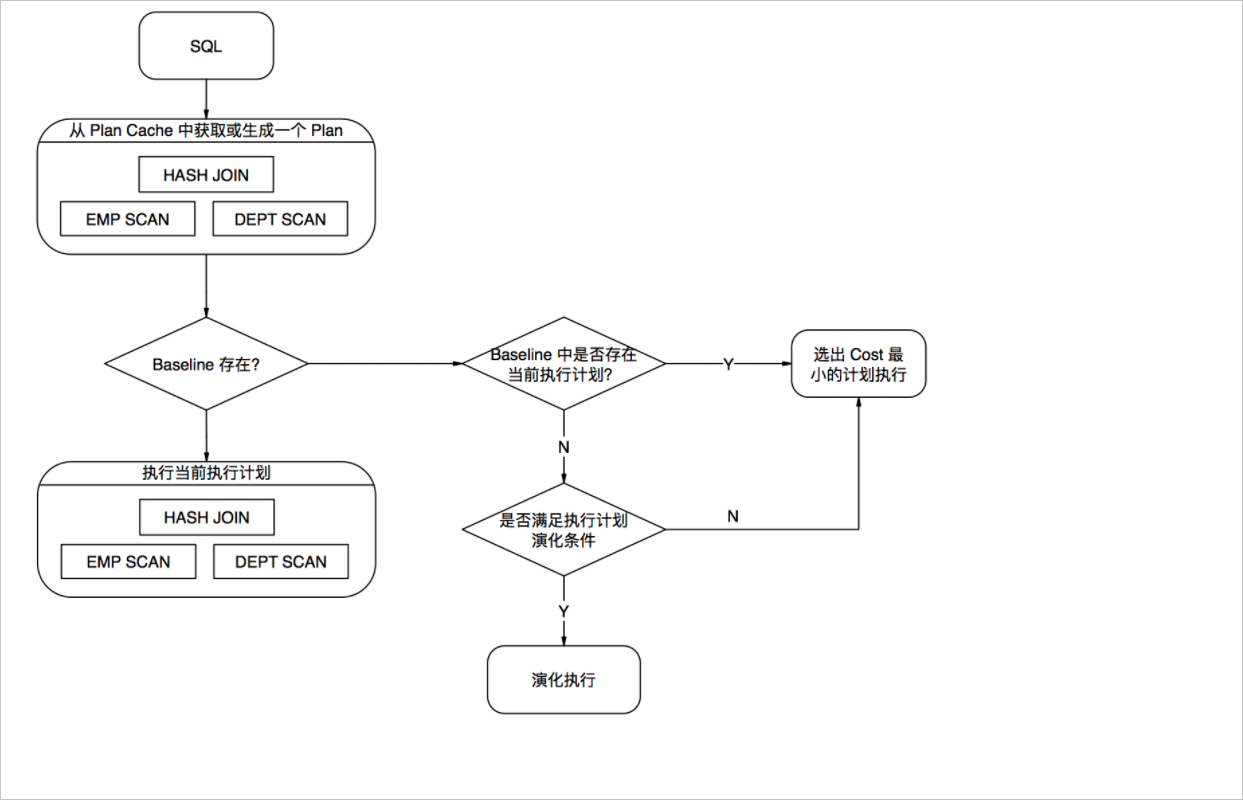 SQL
从 Plan Cache 中获取或生成一个 Plan
HASH JOIN
EMP SCAN
DEPT SCAN
Baseline 存在?
Baseline 中是否存在
当前执行计划?
Y
选出 Cost 最
小的计划执行
N
执行当前执行计划
HASH JOIN
EMP SCAN
DEPT SCAN
是否满足执行计划
演化条件
N
Y
演化执行